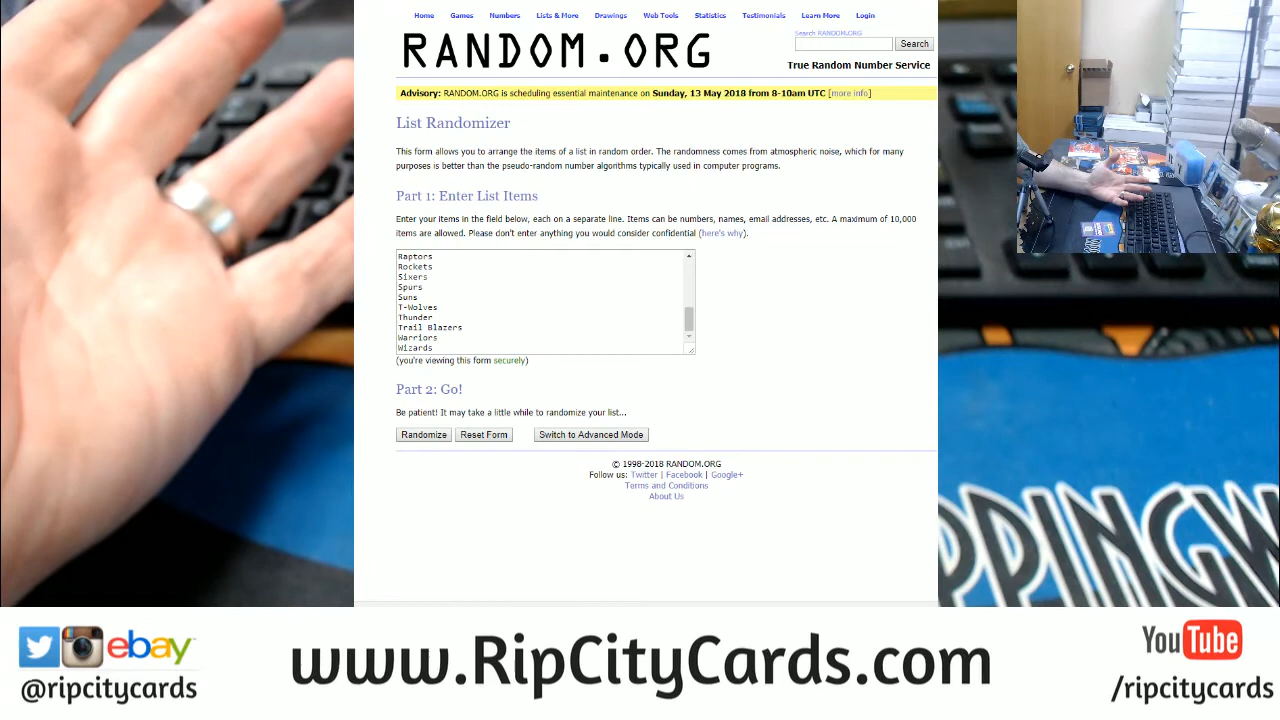 Home Games Numbers Lists & More Drawings Web Tools Statistics Testimonials Learn More Login
RANDOM.ORG
Search RANDOM.ORG
Search
True Random Number Service
Advisory: RANDOM.ORG is scheduling essential maintenance on Sunday, 13 May 2018 from 8-10am UTC [more info]
List Randomizer
This form allows you to arrange the items of a list in random order. The randomness comes from atmospheric noise, which for many
purposes is better than the pseudo-random number algorithms typically used in computer programs.
Part 1: Enter List Items
Enter your items in the field below, each on a separate line. Items can be numbers, names, email addresses, etc. A maximum of 10,000
items are allowed. Please don't enter anything you would consider confidential (here's why).
Raptors
Rockets
Sixers
Spurs
Suns
T-Wolves
Thunder
Trail Blazers
Warriors
Wizards
(you're viewing this form securely)
Part 2: Go!
Be patient! It may take a little while to randomize your list...
Randomize Reset Form Switch to Advanced Mode
© 1998-2018 RANDOM.ORG
Follow us: Twitter | Facebook | Google+
Terms and Conditions
About Us
PPINGW
ebay
@ripcitycards
www.RipCityCards.com
YouTube
/ripcitycards